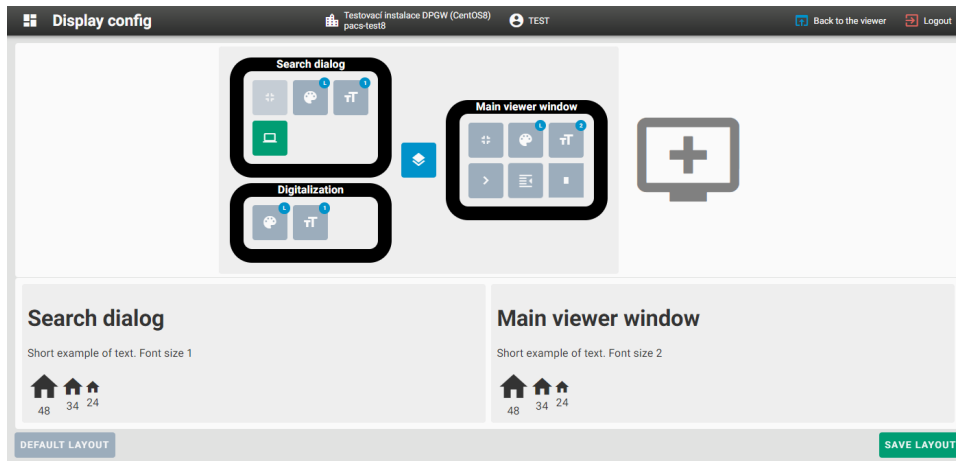 Display config
Testovací instalace DPGW (CentOS8)
pacs-test8
TEST
Back to the viewer
Logout
Search dialog
L
1
Main viewer window
L
2
Digitalization
L
1
Search dialog
Short example of text. Font size 1
48
34
24
Main viewer window
Short example of text. Font size 2
48
34
24
DEFAULT LAYOUT
SAVE LAYOUT